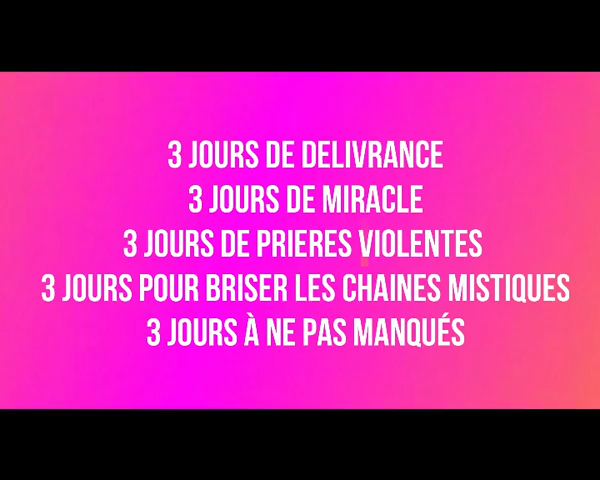 3 JOURS DE DELIVRANCE
3 JOURS DE MIRACLE
3 JOURS DE PRIERES VIOLENTES
3 JOURS POUR BRISER LES CHAINES MISTIQUES
3 JOURS À NE PAS MANQUÉS